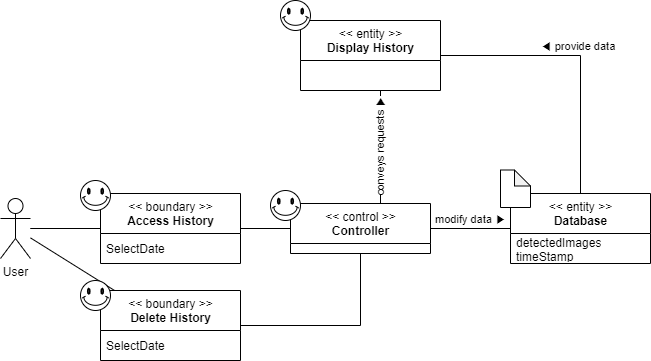 << entity >>
Display History
provide data
conveys requests
<< boundary >>
Access History
SelectDate
<< control >>
Controller
modify data
<< entity >>
Database
detectedImages
timeStamp
User
<< boundary >>
Delete History
SelectDate